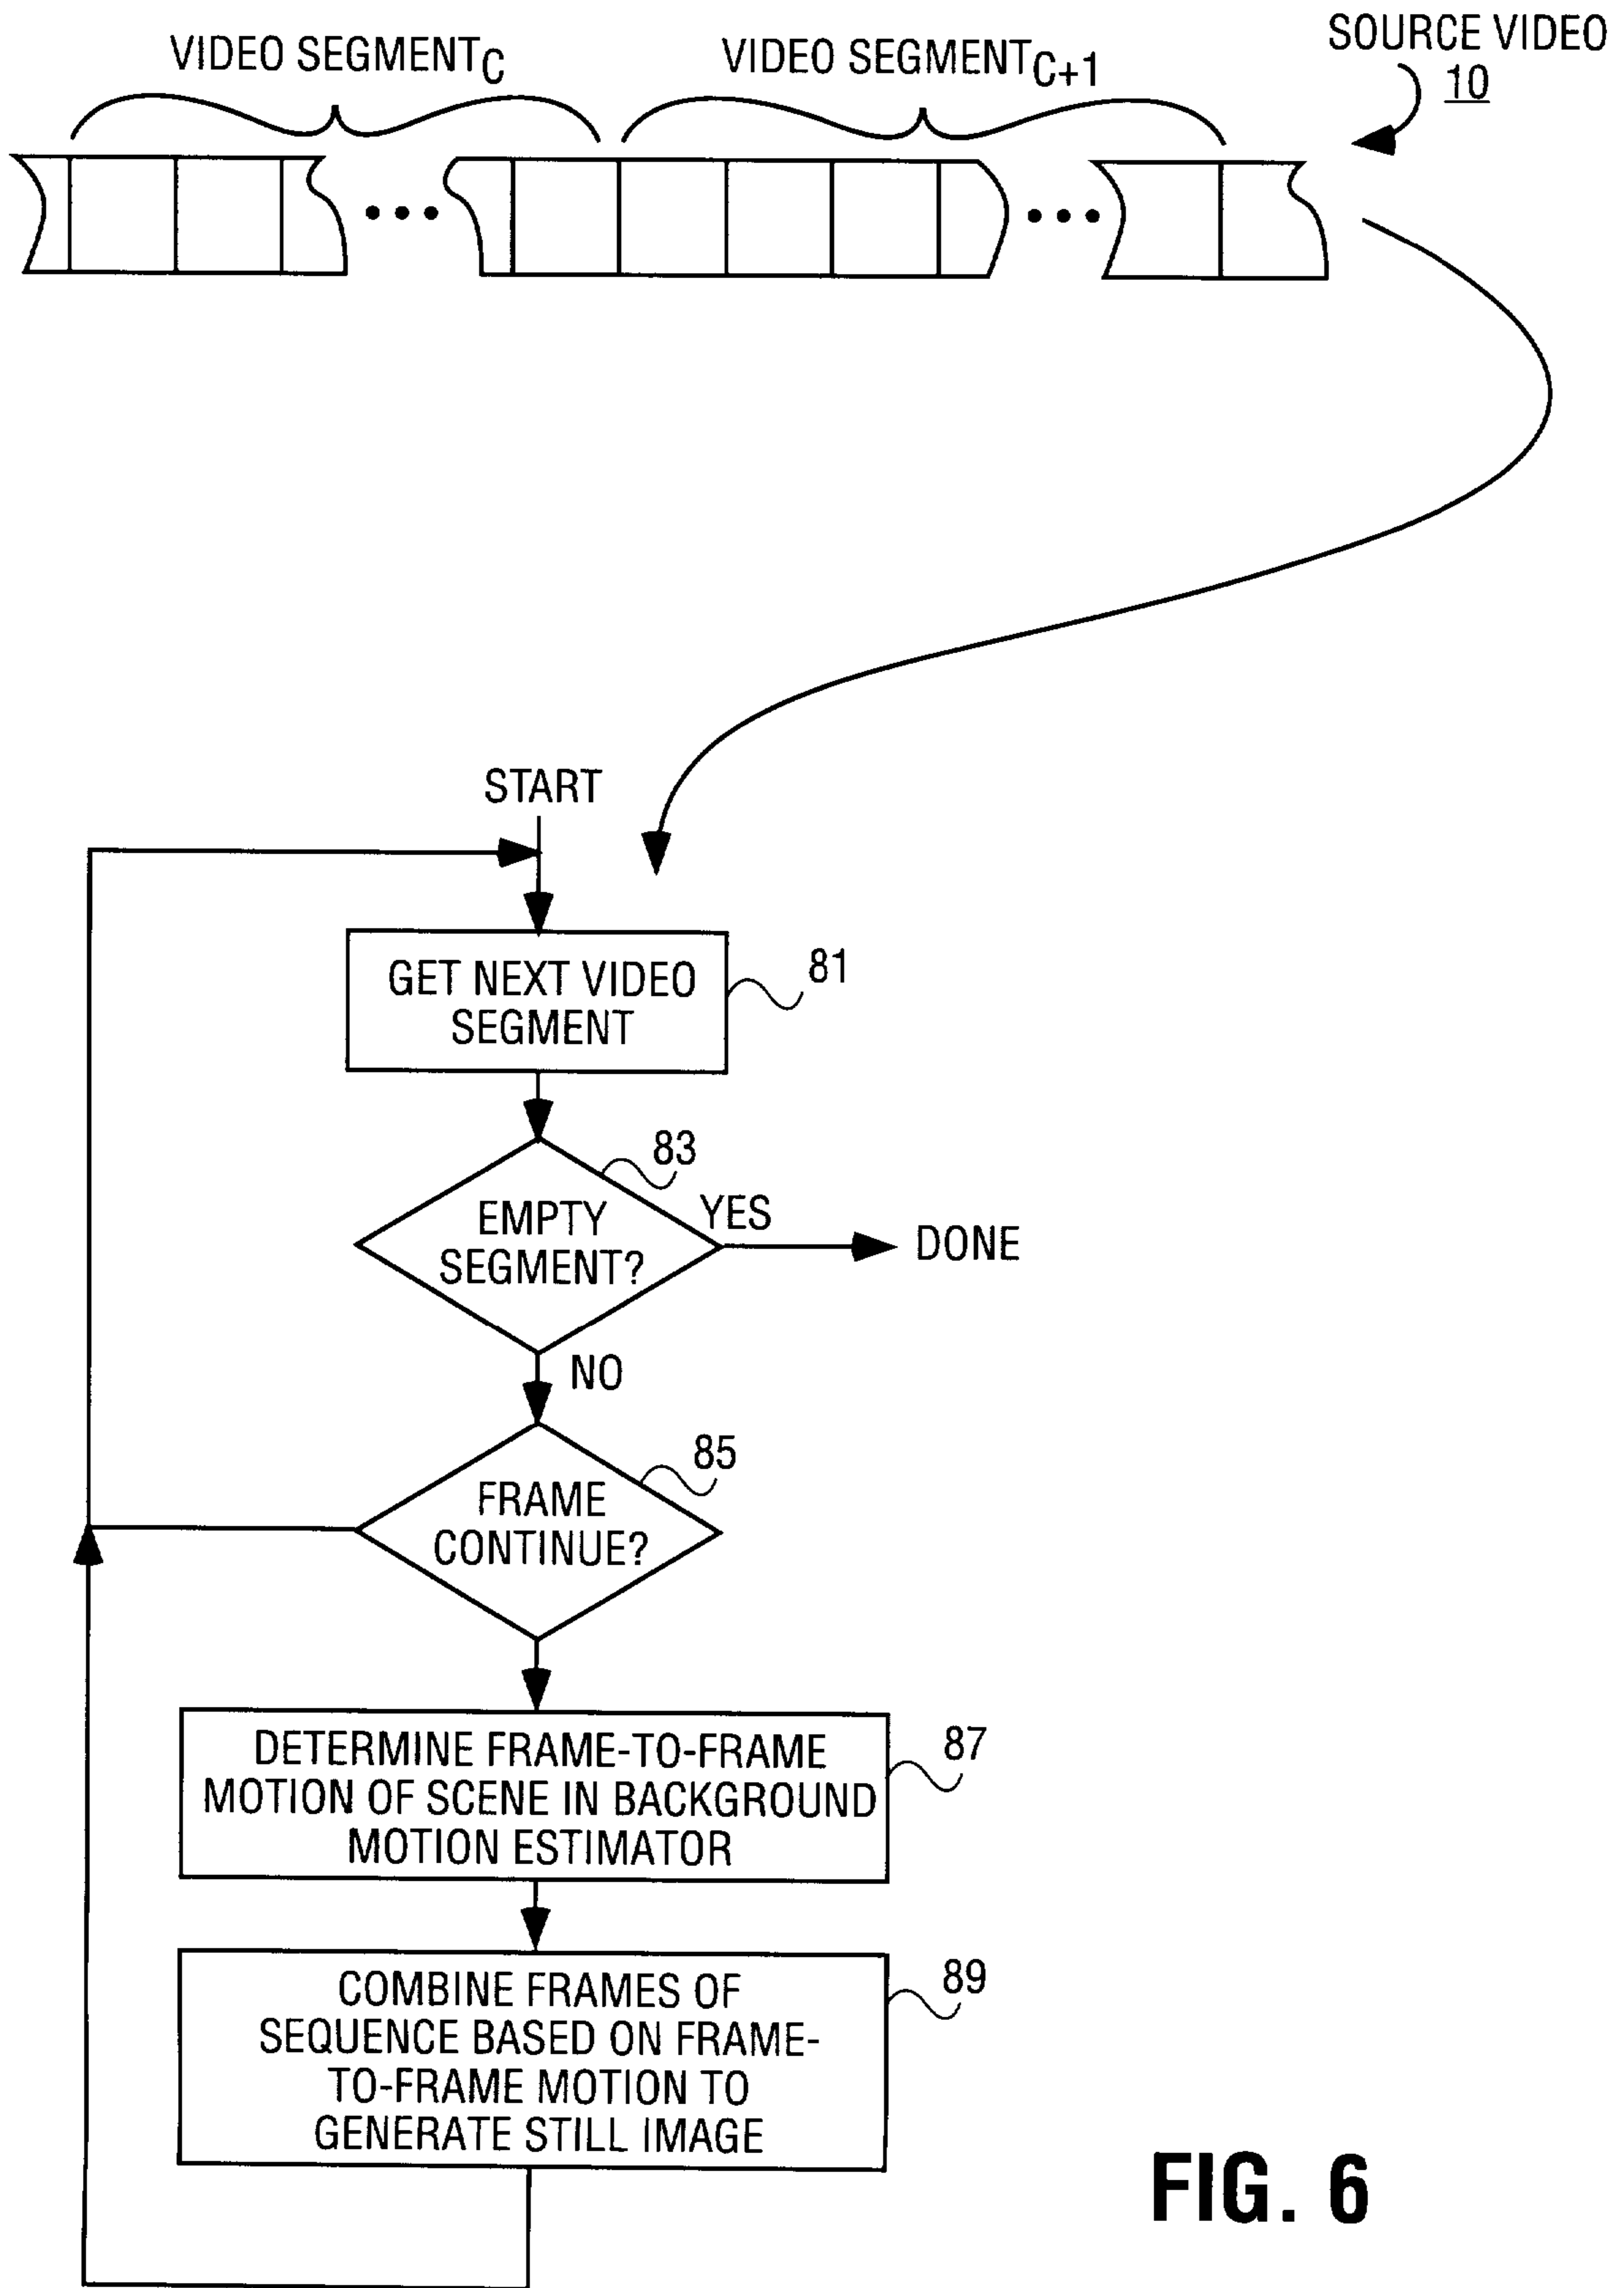 SOURCE VIDEO
10
VIDEO SEGMENTC
VIDEO SEGMENTC+1
START
GET NEXT VIDEO
SEGMENT
81
83
EMPTY
SEGMENT?
YES
DONE
NO
85
FRAME
CONTINUE?
DETERMINE FRAME-TO-FRAME
MOTION OF SCENE IN BACKGROUND
MOTION ESTIMATOR
87
COMBINE FRAMES OF
SEQUENCE BASED ON FRAME-
TO-FRAME MOTION TO
GENERATE STILL IMAGE
89
FIG. 6